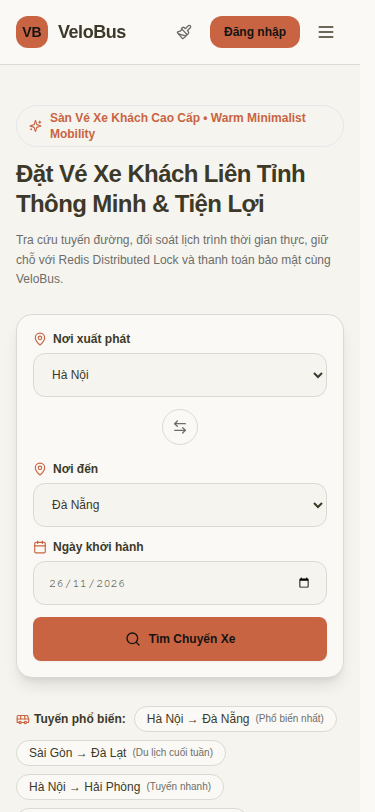 VB VeloBus Đăng nhập
Sàn Vé Xe Khách Cao Cấp • Warm Minimalist
Mobility
Đặt Vé Xe Khách Liên Tỉnh
Thông Minh & Tiện Lợi
Tra cứu tuyến đường, đối soát lịch trình thời gian thực, giữ
chỗ với Redis Distributed Lock và thanh toán bảo mật cùng
VeloBus.
Nơi xuất phát
Hà Nội
Nơi đến
Đà Nẵng
Ngày khởi hành
26/11/2026
Tìm Chuyến Xe
Tuyến phổ biến: Hà Nội → Đà Nẵng (Phổ biến nhất)
Sài Gòn → Đà Lạt (Du lịch cuối tuần)
Hà Nội → Hải Phòng (Tuyến nhanh)